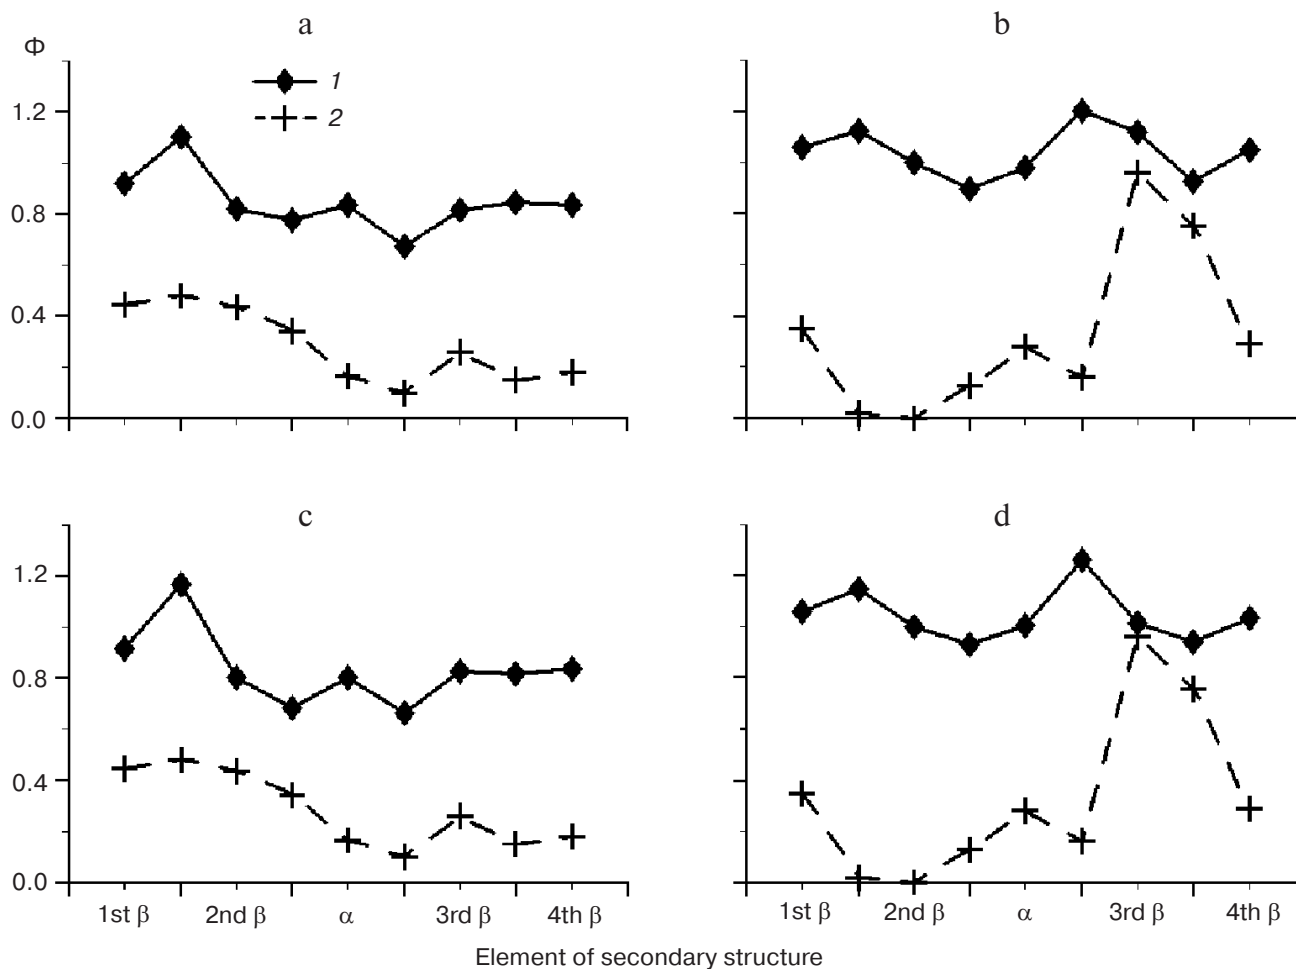 a
b
Φ
1
2
1.2
0.8
0.4
0.0
c
d
1.2
0.8
0.4
0.0
1st β 2nd β α 3rd β 4th β
1st β 2nd β α 3rd β 4th β
Element of secondary structure